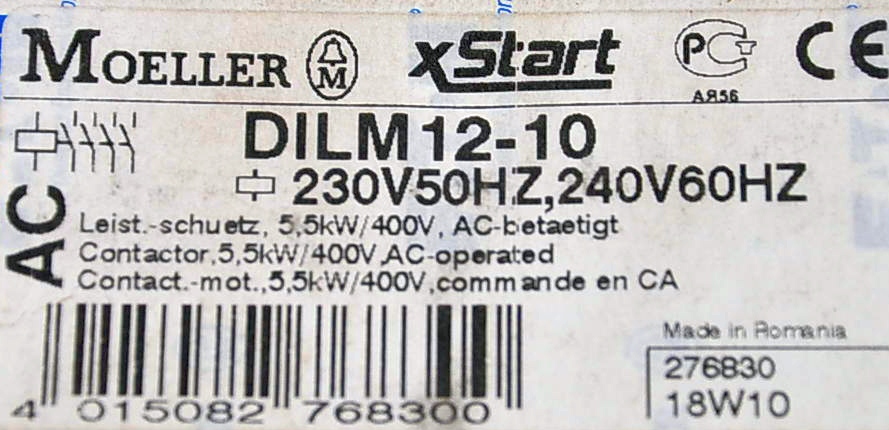 MOELLER M xStart PC CE
АЯ56
DILM12-10
230V50HZ,240V60HZ
AC
Leist.-schuetz, 5,5kW/400V, AC-betaetigt
Contactor,5,5kW/400V,AC-operated
Contact.-mot.,5,5kW/400V,commande en CA
Made in Romania
276830
18W10
4 015082 768300